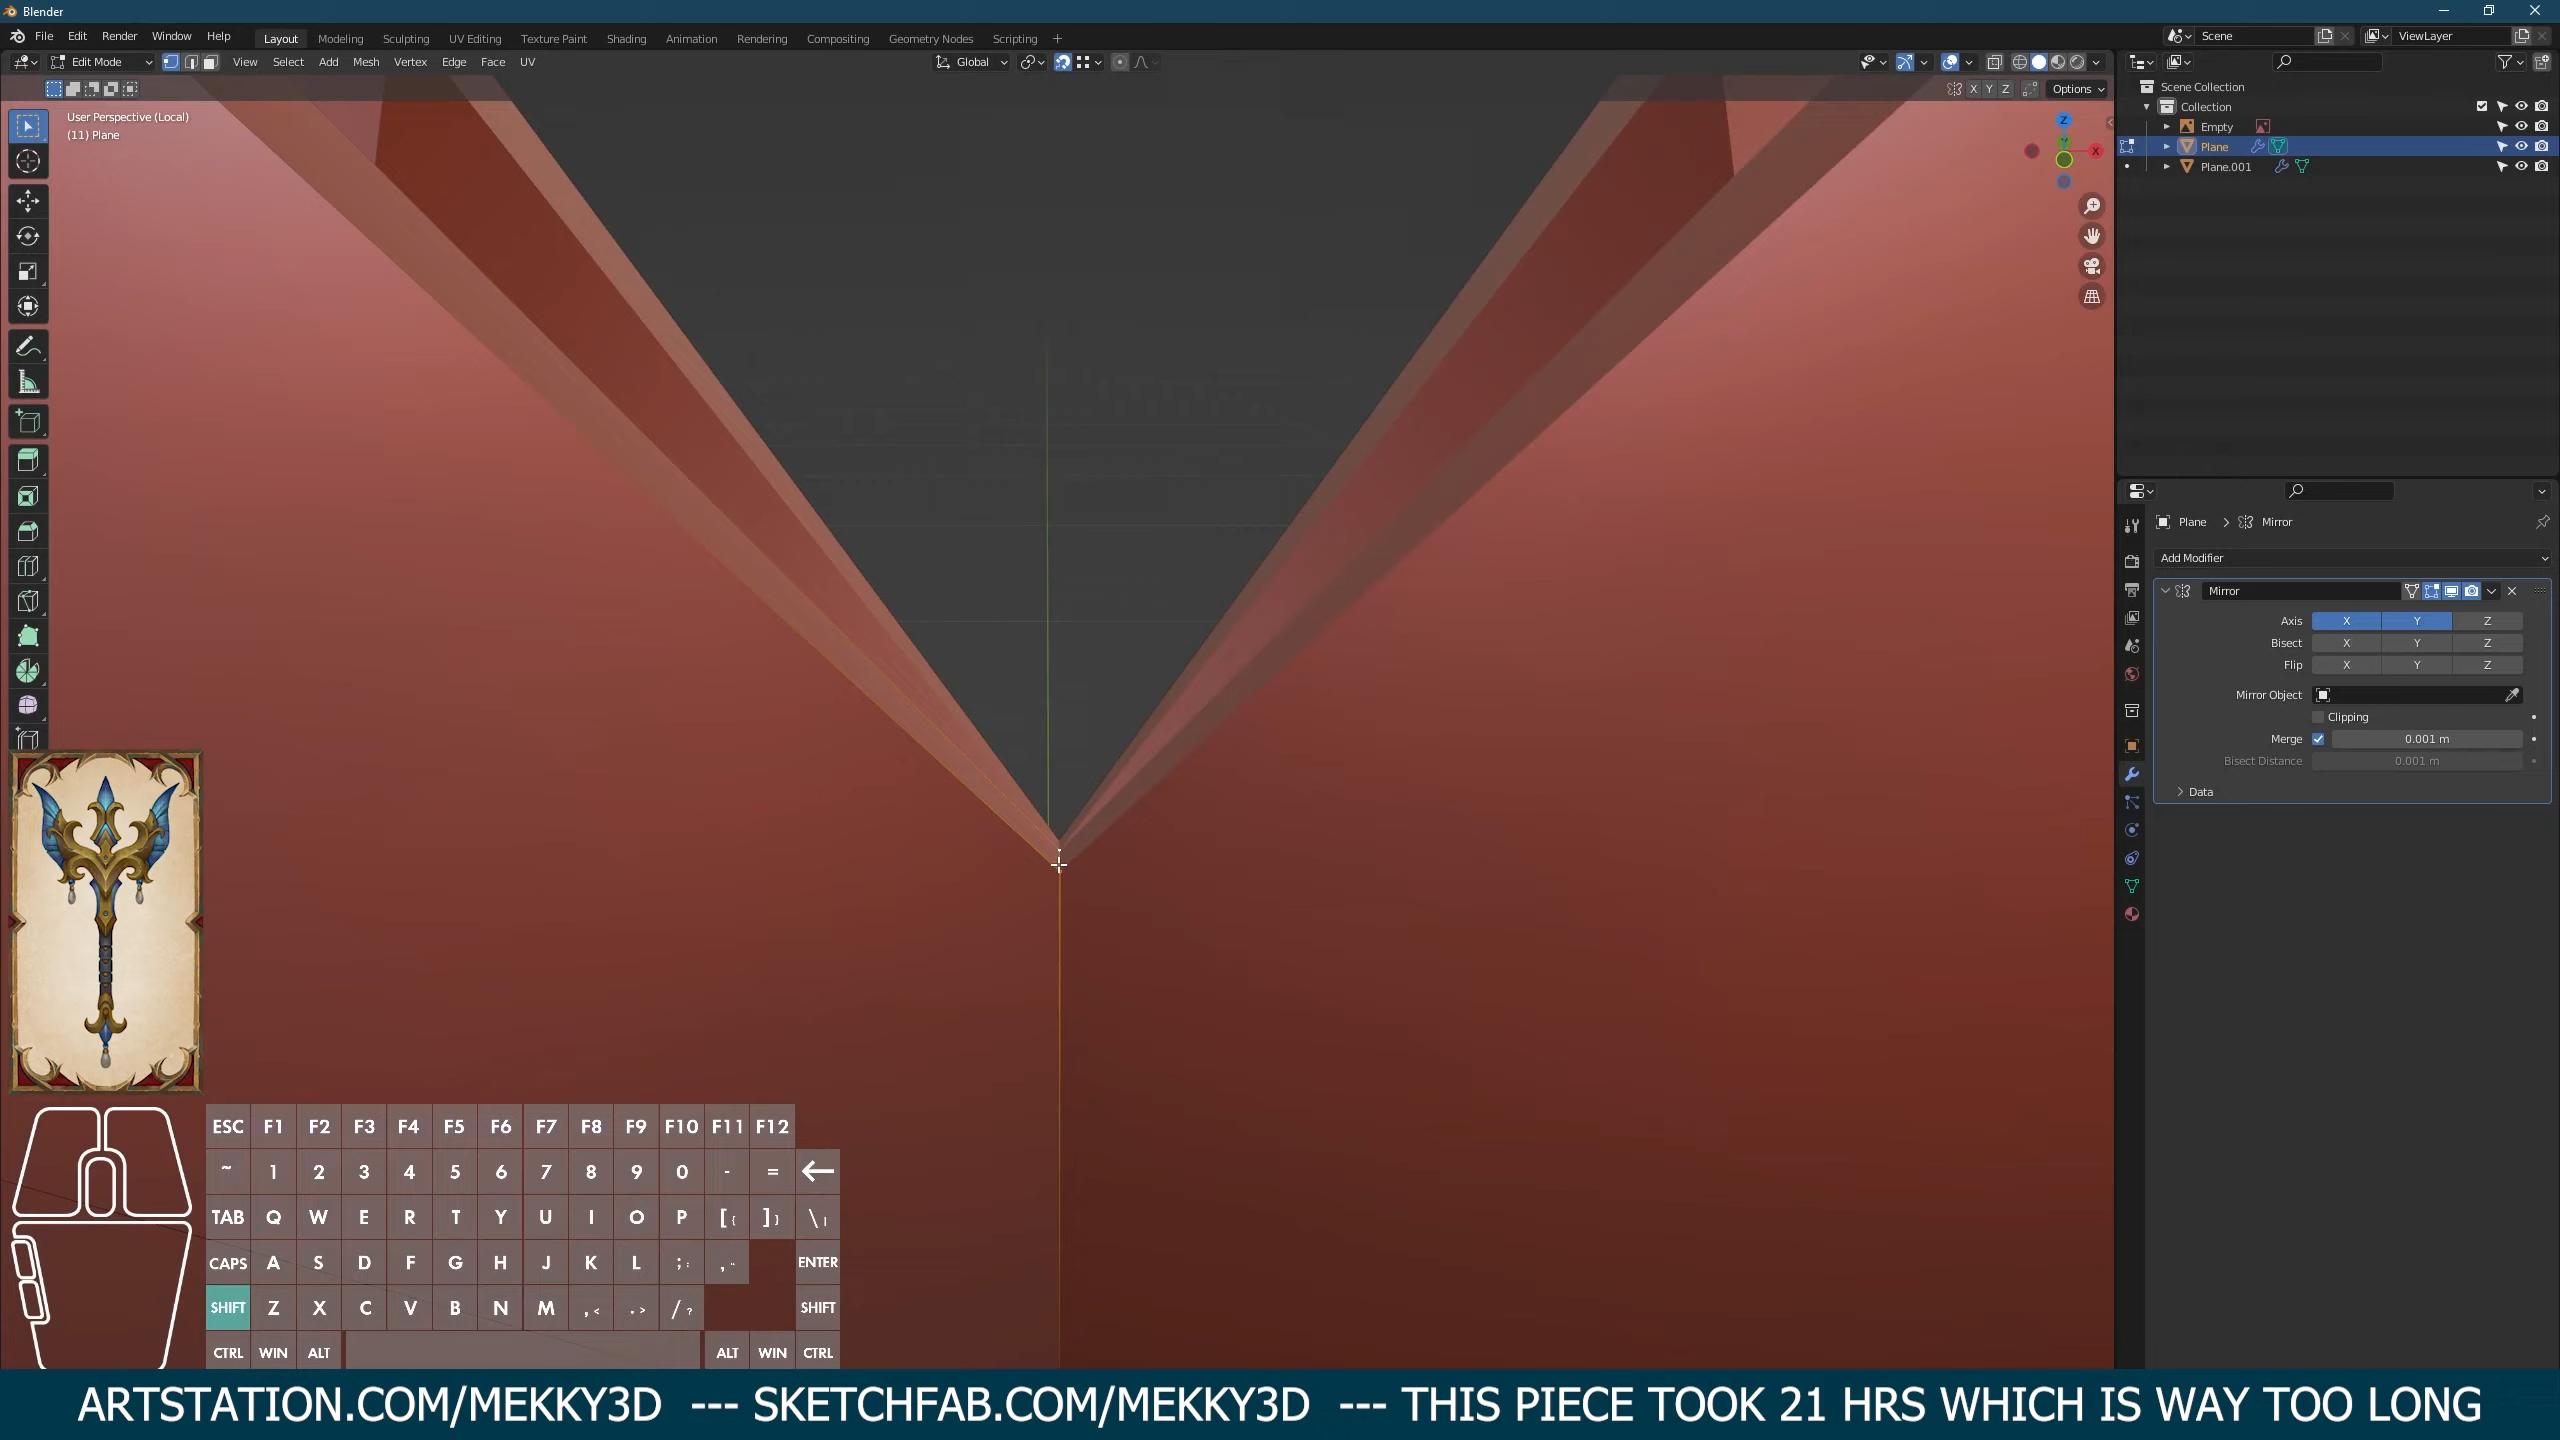 Blender
File Edit Render Window Help Layout Modeling Sculpting UV Editing Texture Paint Shading Animation Rendering Compositing Geometry Nodes Scripting +
Scene ViewLayer
Edit Mode View Select Add Mesh Vertex Edge Face UV Global
X Y Z Options
User Perspective (Local)
(11) Plane
Z
X
Scene Collection
Collection
Empty
Plane
Plane.001
Plane > Mirror
Add Modifier
Mirror
Axis X Y Z
Bisect X Y Z
Flip X Y Z
Mirror Object
Clipping
Merge 0.001 m
Bisect Distance 0.001 m
Data
ESC F1 F2 F3 F4 F5 F6 F7 F8 F9 F10 F11 F12
~ 1 2 3 4 5 6 7 8 9 0 - =
TAB Q W E R T Y U I O P [ { ] } \ |
CAPS A S D F G H J K L ; : , " ENTER
SHIFT Z X C V B N M , < . > / ? SHIFT
CTRL WIN ALT ALT WIN CTRL
ARTSTATION.COM/MEKKY3D --- SKETCHFAB.COM/MEKKY3D --- THIS PIECE TOOK 21 HRS WHICH IS WAY TOO LONG